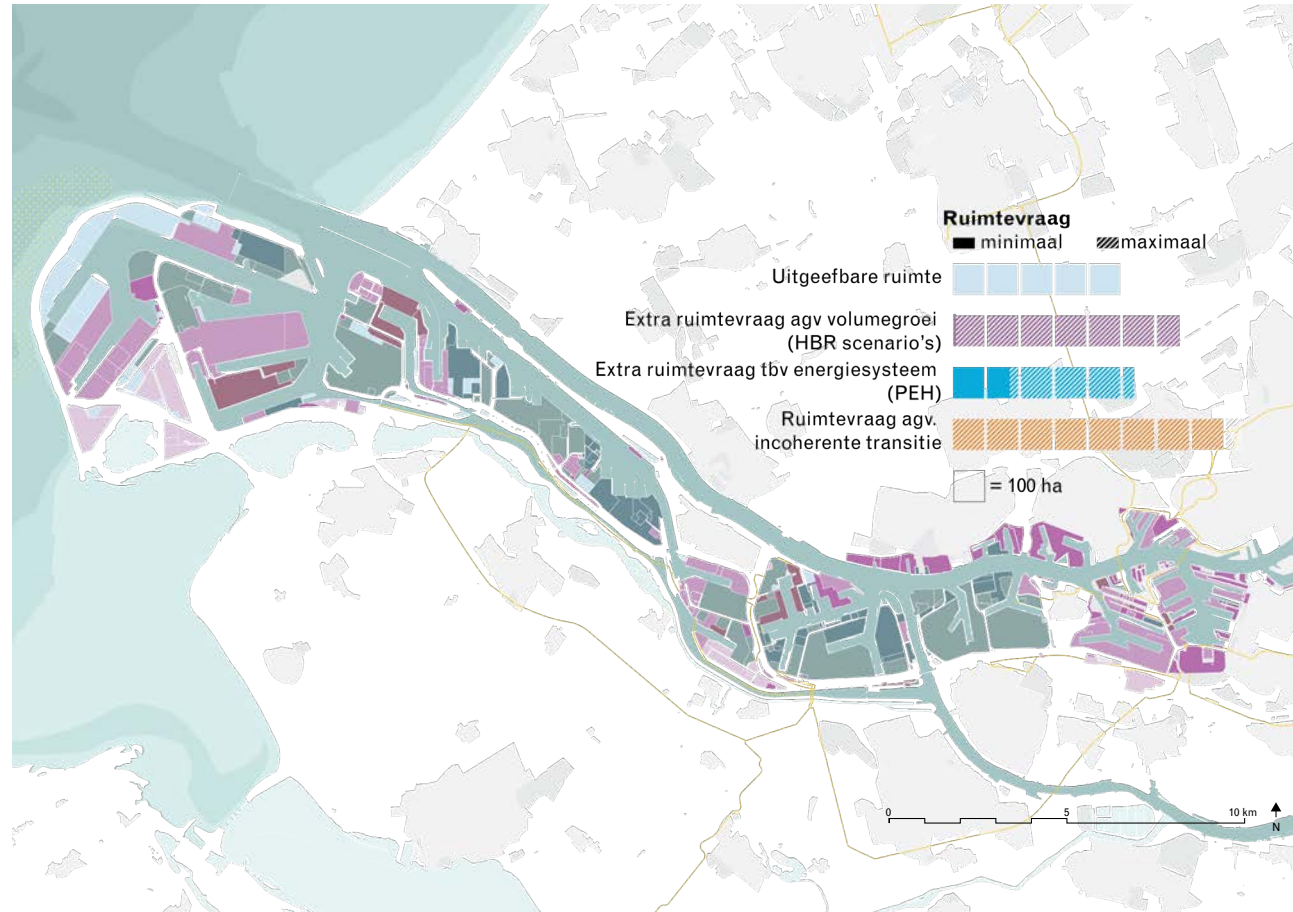 Ruimtevraag
minimaal maximaal
Uitgeefbare ruimte
Extra ruimtevraag agv volumegroei
(HBR scenario's)
Extra ruimtevraag tbv energiesysteem
(PEH)
Ruimtevraag agv.
incoherente transitie
= 100 ha
0 5 10 km
N